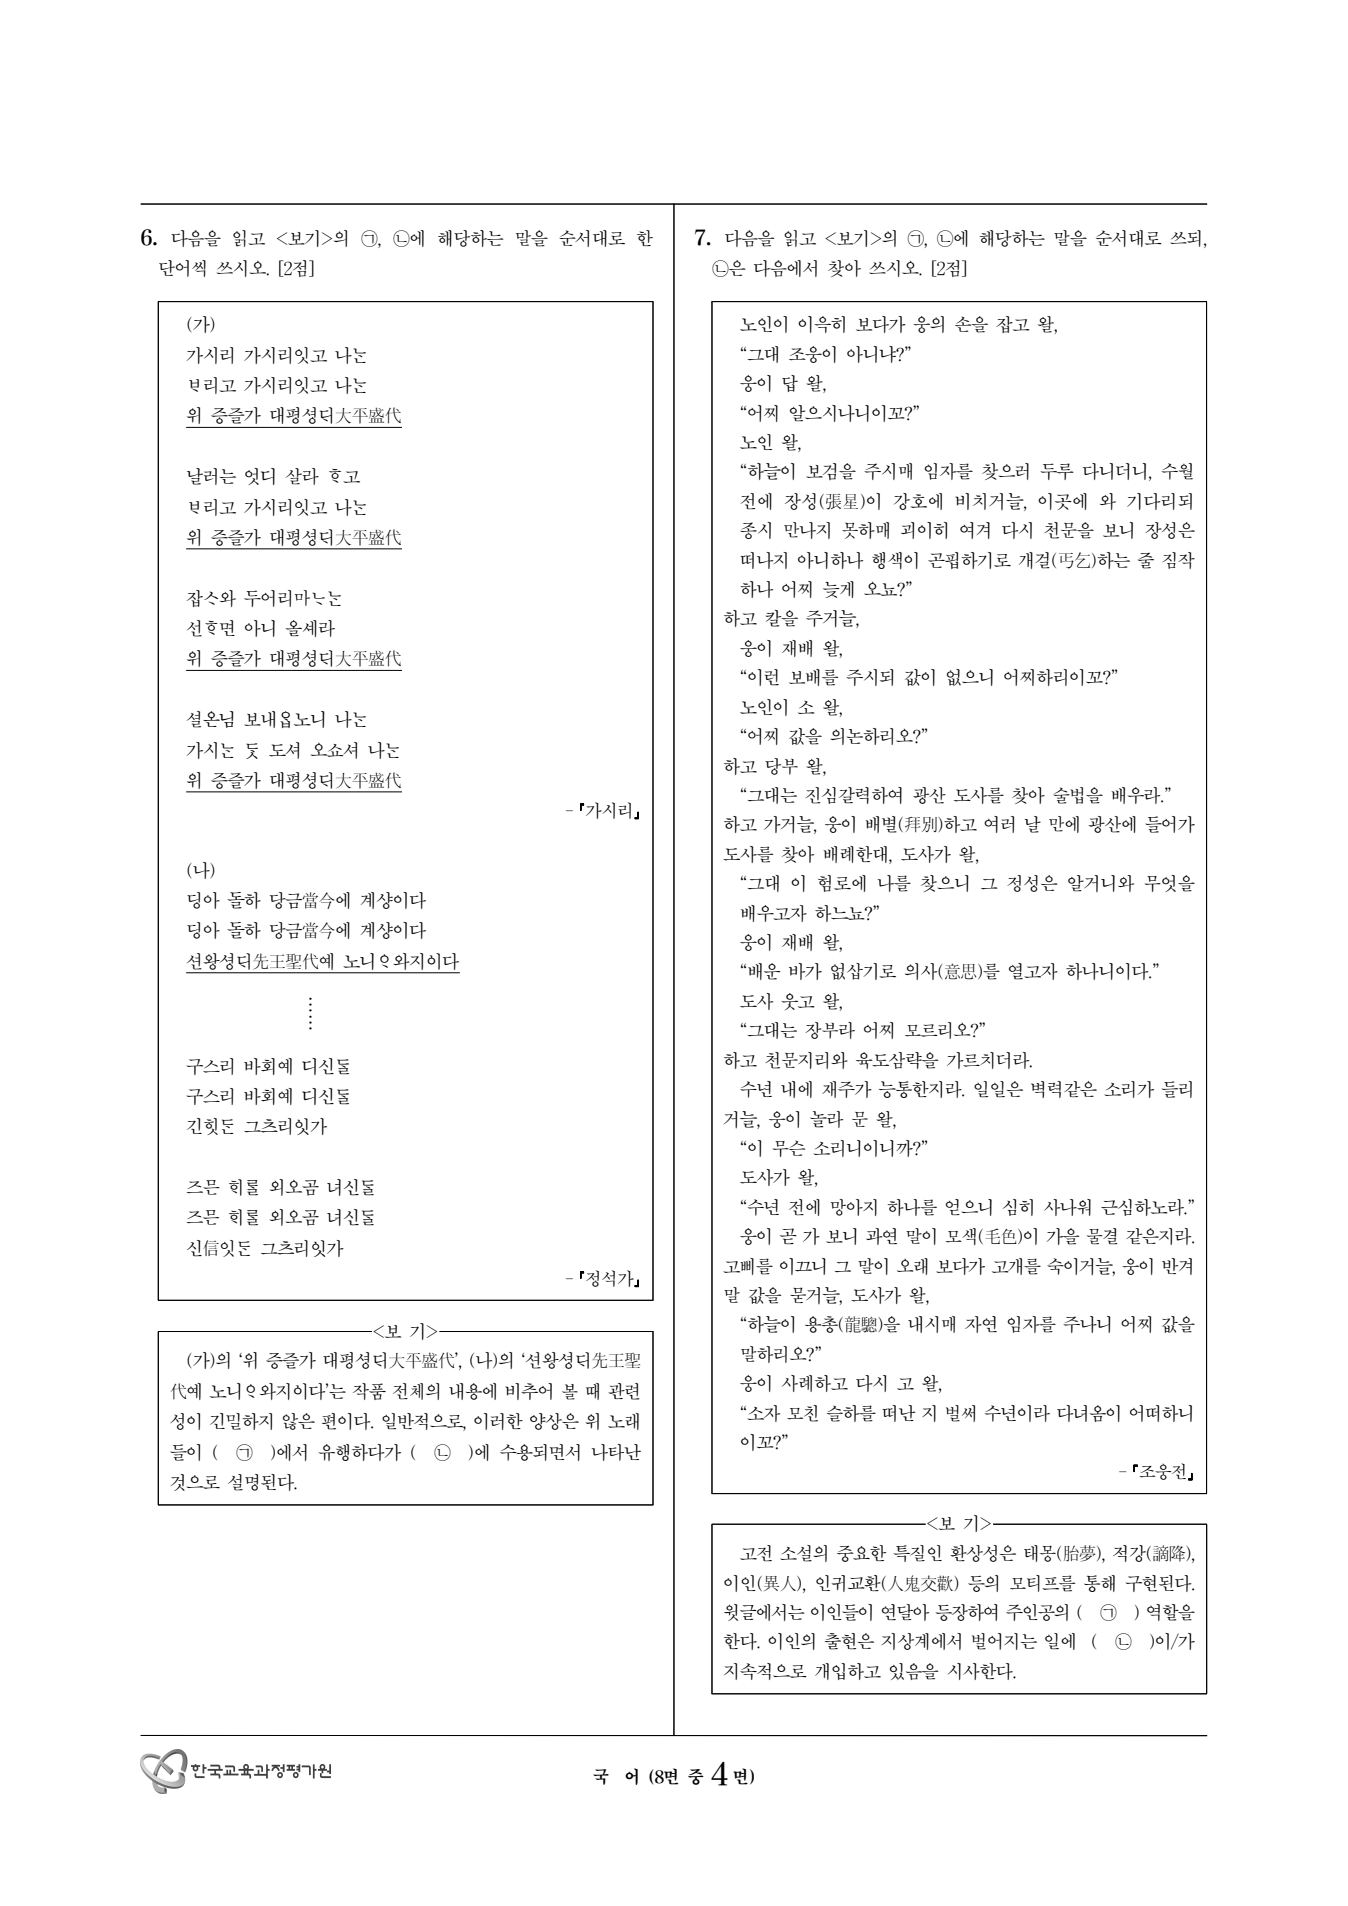 6. 다음을 읽고 <보기>의 ㉠, ㉡에 해당하는 말을 순서대로 한
단어씩 쓰시오. [2점]
(가)
가시리 가시리잇고 나ᄂᆞᆫ
ᄇᆞ리고 가시리잇고 나ᄂᆞᆫ
위 증즐가 대평셩ᄃᆡ大平盛代
날러는 엇디 살라 ᄒᆞ고
ᄇᆞ리고 가시리잇고 나ᄂᆞᆫ
위 증즐가 대평셩ᄃᆡ大平盛代
잡ᄉᆞ와 두어리마ᄂᆞᄂᆞᆫ
선ᄒᆞ면 아니 올셰라
위 증즐가 대평셩ᄃᆡ大平盛代
셜온님 보내ᄋᆞᆸ노니 나ᄂᆞᆫ
가시ᄂᆞᆫ ᄃᆞᆺ 도셔 오쇼셔 나ᄂᆞᆫ
위 증즐가 대평셩ᄃᆡ大平盛代
-『가시리』
(나)
딩아 돌하 당금當今에 계샹이다
딩아 돌하 당금當今에 계샹이다
션왕셩ᄃᆡ先王聖代예 노니ᄋᆞ와지이다
⋯⋯
구스리 바회예 디신ᄃᆞᆯ
구스리 바회예 디신ᄃᆞᆯ
긴힛ᄃᆞᆫ 그츠리잇가
즈믄 ᄒᆡᄅᆞᆯ 외오곰 녀신ᄃᆞᆯ
즈믄 ᄒᆡᄅᆞᆯ 외오곰 녀신ᄃᆞᆯ
신信잇ᄃᆞᆫ 그츠리잇가
-『정석가』
<보 기>
(가)의 ‘위 증즐가 대평셩ᄃᆡ大平盛代’, (나)의 ‘션왕셩ᄃᆡ先王聖
代예 노니ᄋᆞ와지이다’는 작품 전체의 내용에 비추어 볼 때 관련
성이 긴밀하지 않은 편이다. 일반적으로, 이러한 양상은 위 노래
들이 ( ㉠ )에서 유행하다가 ( ㉡ )에 수용되면서 나타난
것으로 설명된다.
7. 다음을 읽고 <보기>의 ㉠, ㉡에 해당하는 말을 순서대로 쓰되,
㉡은 다음에서 찾아 쓰시오. [2점]
노인이 이윽히 보다가 웅의 손을 잡고 왈,
“그대 조웅이 아니냐?”
웅이 답 왈,
“어찌 알으시나니이꼬?”
노인 왈,
“하늘이 보검을 주시매 임자를 찾으러 두루 다니더니, 수월
전에 장성(張星)이 강호에 비치거늘, 이곳에 와 기다리되
종시 만나지 못하매 괴이히 여겨 다시 천문을 보니 장성은
떠나지 아니하나 행색이 곤핍하기로 개걸(丐乞)하는 줄 짐작
하나 어찌 늦게 오뇨?”
하고 칼을 주거늘,
웅이 재배 왈,
“이런 보배를 주시되 값이 없으니 어찌하리이꼬?”
노인이 소 왈,
“어찌 값을 의논하리오?”
하고 당부 왈,
“그대는 진심갈력하여 광산 도사를 찾아 술법을 배우라.”
하고 가거늘, 웅이 배별(拜別)하고 여러 날 만에 광산에 들어가
도사를 찾아 배례한대, 도사가 왈,
“그대 이 험로에 나를 찾으니 그 정성은 알거니와 무엇을
배우고자 하느뇨?”
웅이 재배 왈,
“배운 바가 없삽기로 의사(意思)를 열고자 하나니이다.”
도사 웃고 왈,
“그대는 장부라 어찌 모르리오?”
하고 천문지리와 육도삼략을 가르치더라.
수년 내에 재주가 능통한지라. 일일은 벽력같은 소리가 들리
거늘, 웅이 놀라 문 왈,
“이 무슨 소리니이니까?”
도사가 왈,
“수년 전에 망아지 하나를 얻으니 심히 사나워 근심하노라.”
웅이 곧 가 보니 과연 말이 모색(毛色)이 가을 물결 같은지라.
고삐를 이끄니 그 말이 오래 보다가 고개를 숙이거늘, 웅이 반겨
말 값을 묻거늘, 도사가 왈,
“하늘이 용총(龍驄)을 내시매 자연 임자를 주나니 어찌 값을
말하리오?”
웅이 사례하고 다시 고 왈,
“소자 모친 슬하를 떠난 지 벌써 수년이라 다녀옴이 어떠하니
이꼬?”
-『조웅전』
<보 기>
고전 소설의 중요한 특질인 환상성은 태몽(胎夢), 적강(謫降),
이인(異人), 인귀교환(人鬼交歡) 등의 모티프를 통해 구현된다.
윗글에서는 이인들이 연달아 등장하여 주인공의 ( ㉠ ) 역할을
한다. 이인의 출현은 지상계에서 벌어지는 일에 ( ㉡ )이/가
지속적으로 개입하고 있음을 시사한다.
한국교육과정평가원
국 어 (8면 중 4 면)